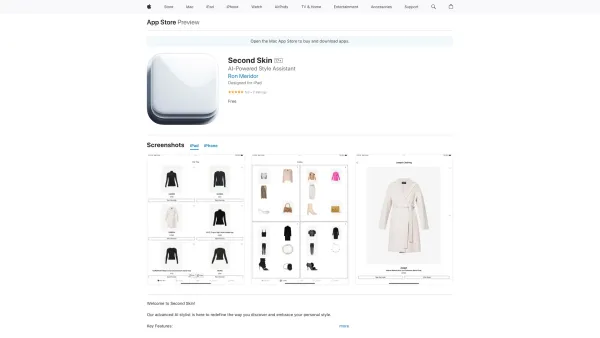 Store
Mac
iPad
iPhone
Watch
AirPods
TV & Home
Entertainment
Accessories
Support
App Store Preview
Open the Mac App Store to buy and download apps.
Second Skin
AI-Powered Style Assistant
Ron Meridor
Designed for iPad
Free
Screenshots
iPad
iPhone
Welcome to Second Skin!
Our advanced AI stylist is here to redefine the way you discover and embrace your personal style.
Key Features:
more